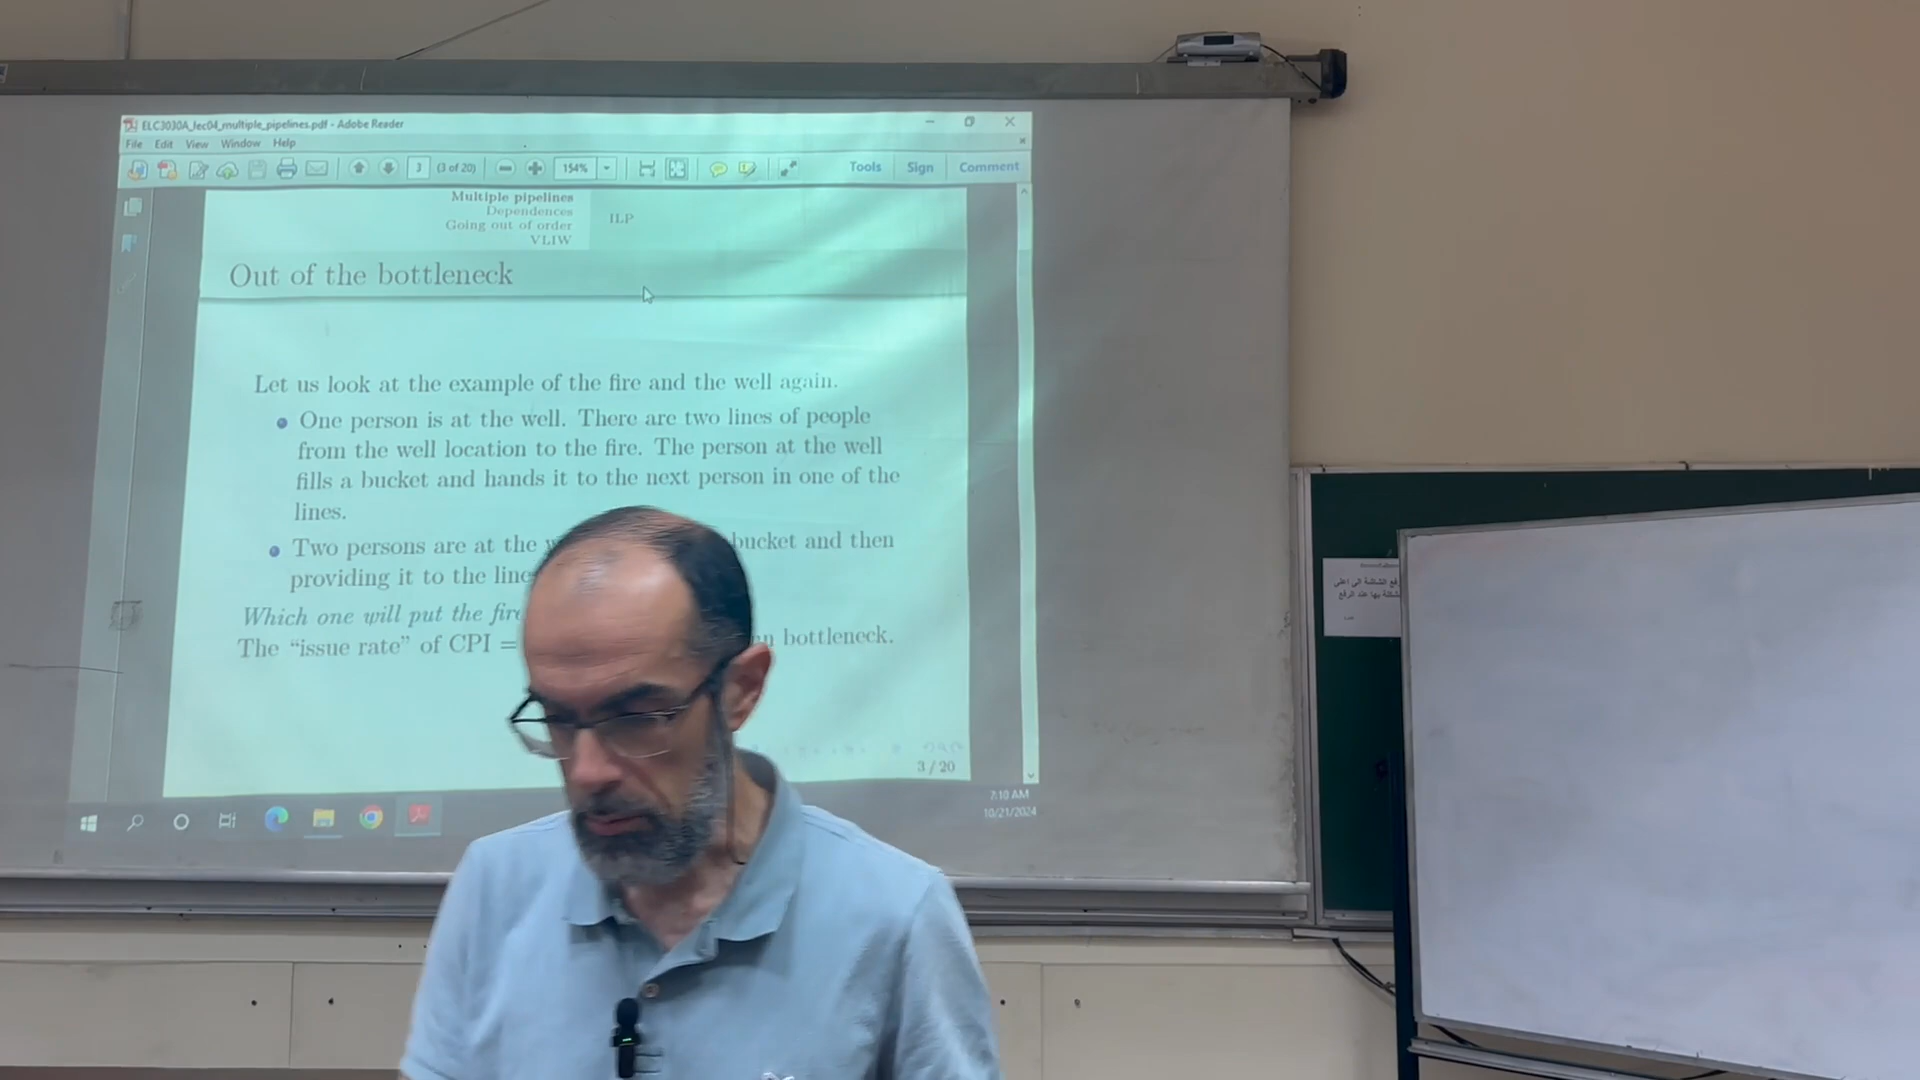 ELC3030A_lec04_multiple_pipelines.pdf - Adobe Reader
File Edit View Window Help
3 (3 of 20) 154% Tools Sign Comment
Multiple pipelines
Dependences
Going out of order
VLIW
ILP
Out of the bottleneck
Let us look at the example of the fire and the well again.
One person is at the well. There are two lines of people
from the well location to the fire. The person at the well
fills a bucket and hands it to the next person in one of the
lines.
Two persons are at the bucket and then
providing it to the line
Which one will put the fire
The “issue rate” of CPI = bottleneck.
3 / 20
7:10 AM
10/21/2024